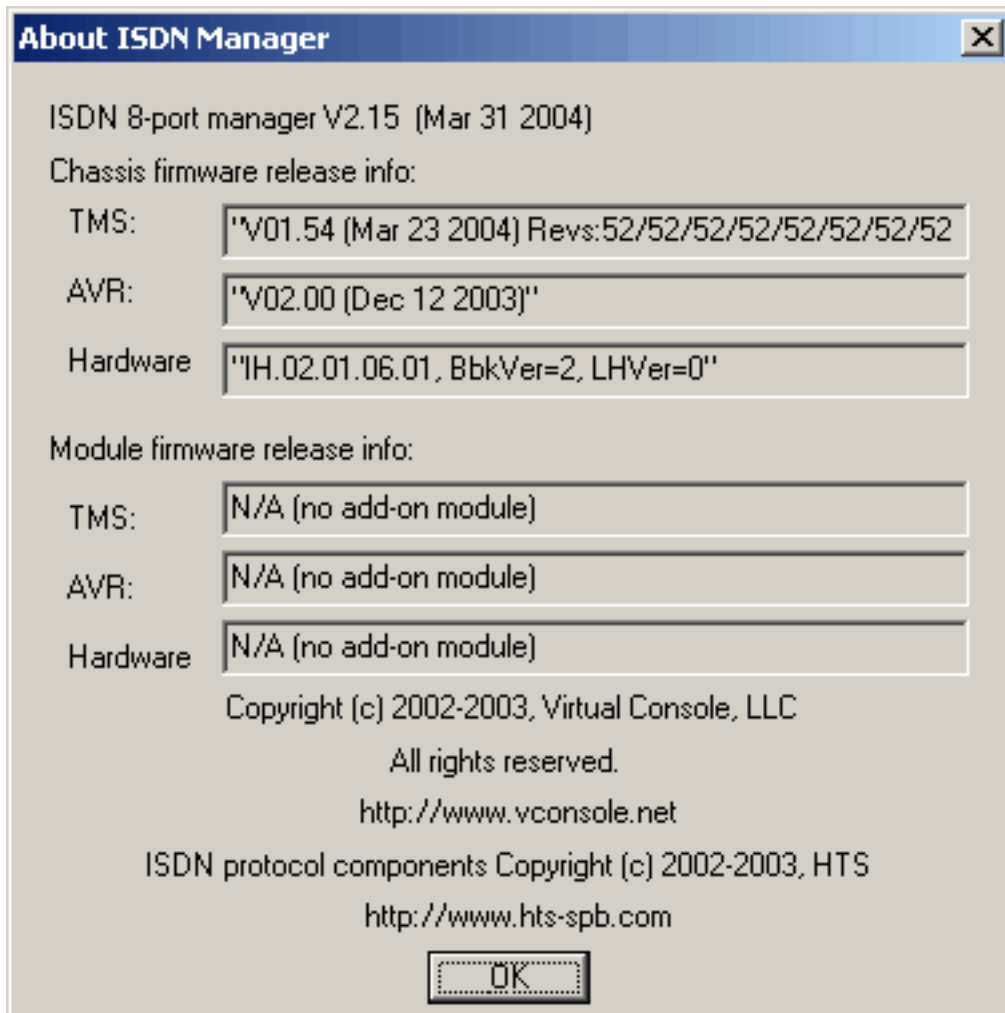 About ISDN Manager
ISDN 8-port manager V2.15 (Mar 31 2004)
Chassis firmware release info:
TMS: "V01.54 (Mar 23 2004) Revs:52/52/52/52/52/52/52/52
AVR: "V02.00 (Dec 12 2003)"
Hardware "IH.02.01.06.01, BbkVer=2, LHVer=0"
Module firmware release info:
TMS: N/A (no add-on module)
AVR: N/A (no add-on module)
Hardware N/A (no add-on module)
Copyright (c) 2002-2003, Virtual Console, LLC
All rights reserved.
http://www.vconsole.net
ISDN protocol components Copyright (c) 2002-2003, HTS
http://www.hts-spb.com
OK